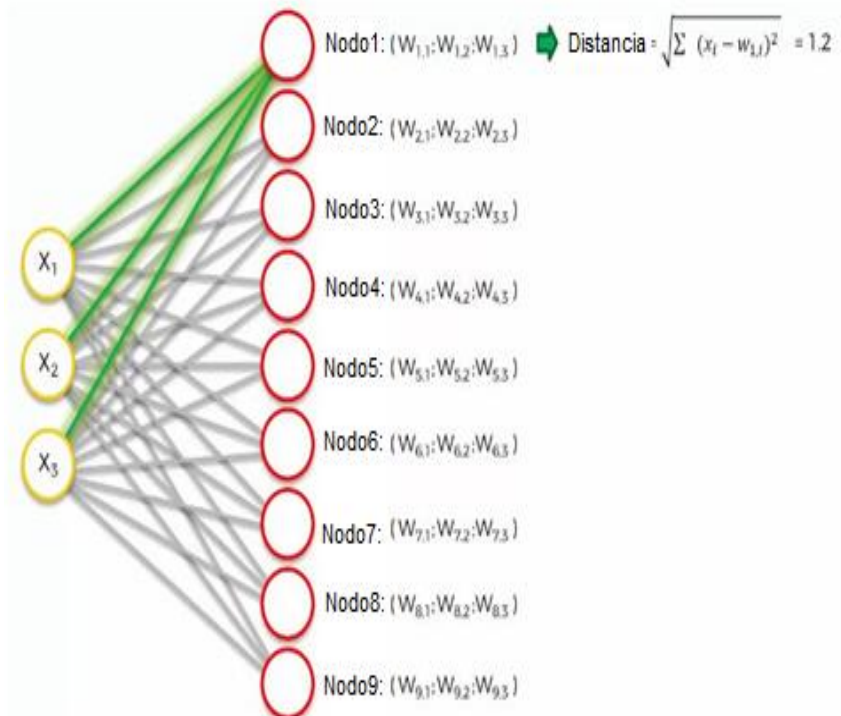 Nodo1: (W1,1;W1,2;W1,3) Distancia = √Σ (xi – w1,i)² = 1.2
Nodo2: (W2,1;W2,2;W2,3)
Nodo3: (W3,1;W3,2;W3,3)
X1
Nodo4: (W4,1;W4,2;W4,3)
X2
Nodo5: (W5,1;W5,2;W5,3)
Nodo6: (W6,1;W6,2;W6,3)
X3
Nodo7: (W7,1;W7,2;W7,3)
Nodo8: (W8,1;W8,2;W8,3)
Nodo9: (W9,1;W9,2;W9,3)